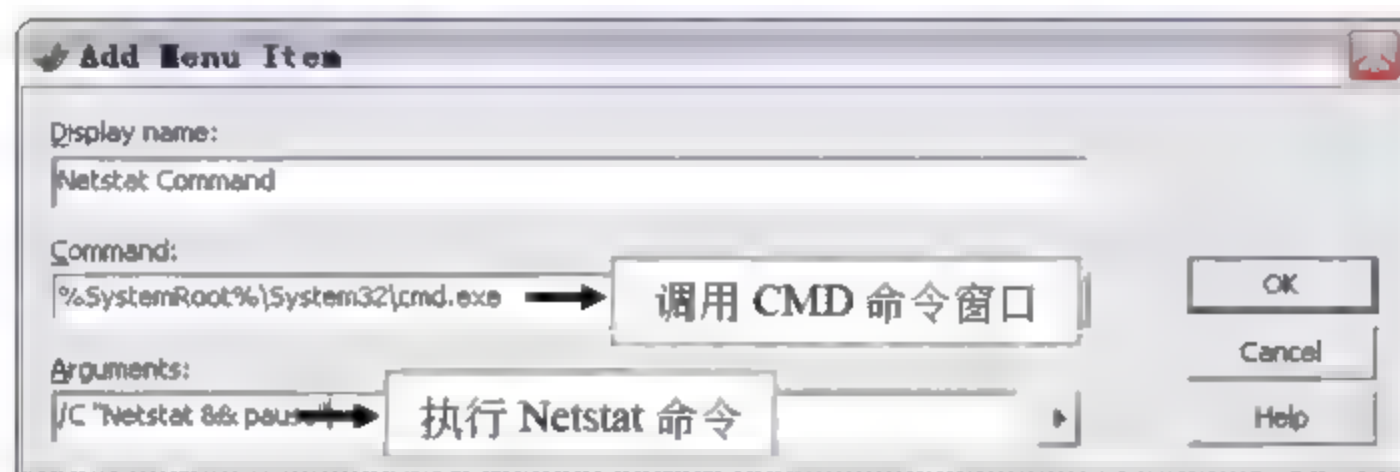 Add Menu Item
Display name:
Netstat Command
Command:
%SystemRoot%\System32\cmd.exe
调用 CMD 命令窗口
OK
Cancel
Arguments:
/C "Netstat && pause"
执行 Netstat 命令
Help